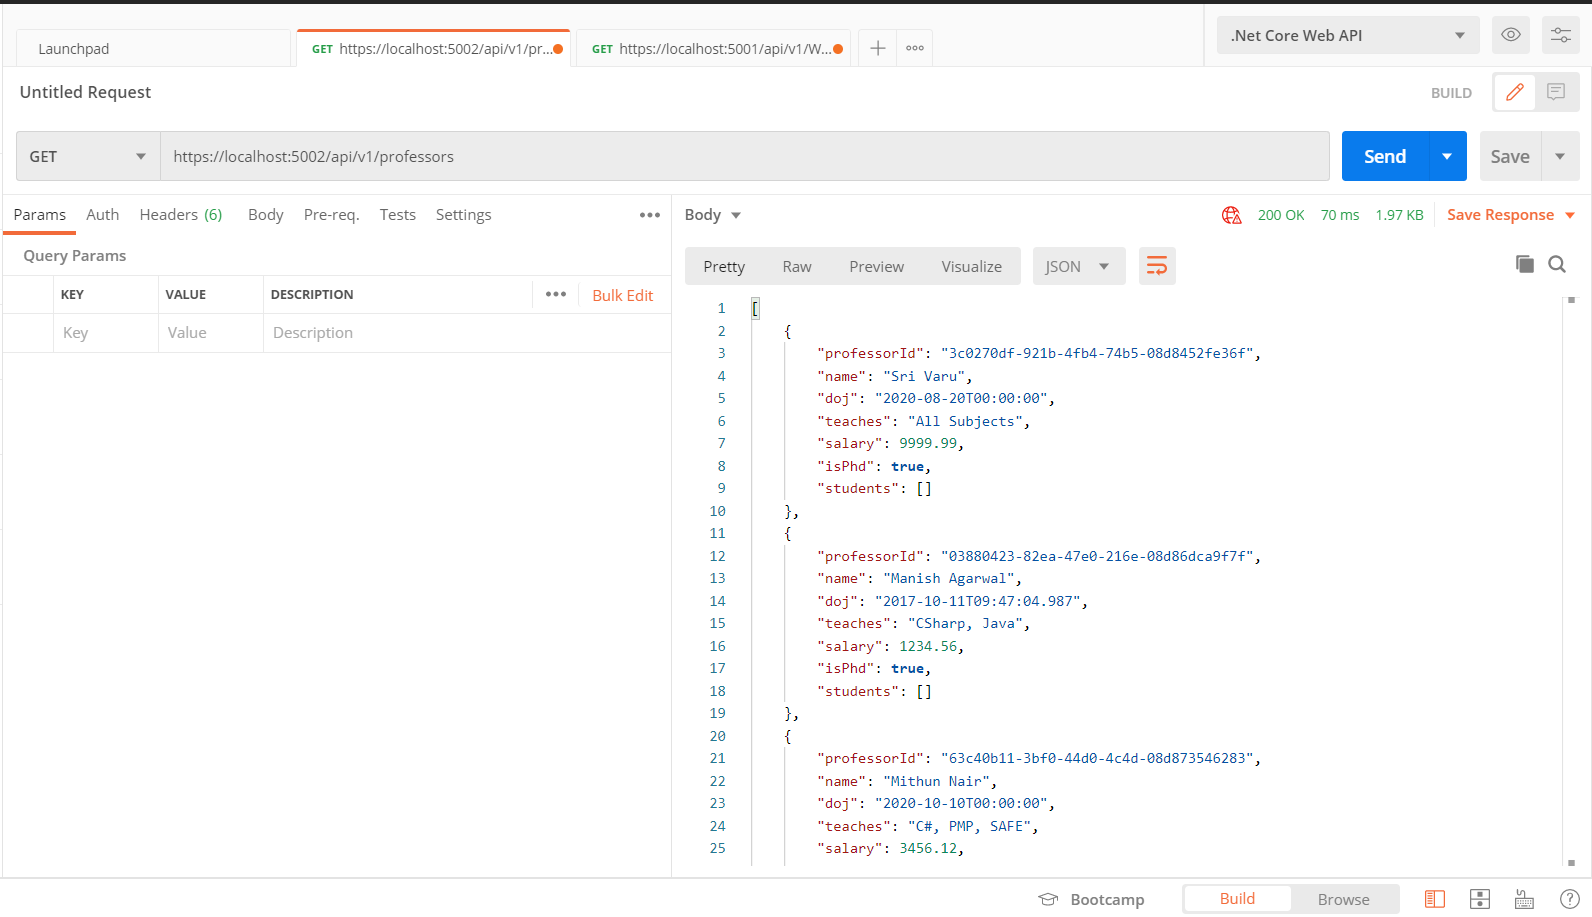 Launchpad
GET https://localhost:5002/api/v1/pr...
GET https://localhost:5001/api/v1/W...
.Net Core Web API
Untitled Request
BUILD
GET
https://localhost:5002/api/v1/professors
Send
Save
Params Auth Headers (6) Body Pre-req. Tests Settings
Body
200 OK 70 ms 1.97 KB Save Response
Query Params
KEY VALUE DESCRIPTION Bulk Edit
Key Value Description
Pretty Raw Preview Visualize JSON
1 [
2 {
3 "professorId": "3c0270df-921b-4fb4-74b5-08d8452fe36f",
4 "name": "Sri Varu",
5 "doj": "2020-08-20T00:00:00",
6 "teaches": "All Subjects",
7 "salary": 9999.99,
8 "isPhd": true,
9 "students": []
10 },
11 {
12 "professorId": "03880423-82ea-47e0-216e-08d86dca9f7f",
13 "name": "Manish Agarwal",
14 "doj": "2017-10-11T09:47:04.987",
15 "teaches": "CSharp, Java",
16 "salary": 1234.56,
17 "isPhd": true,
18 "students": []
19 },
20 {
21 "professorId": "63c40b11-3bf0-44d0-4c4d-08d873546283",
22 "name": "Mithun Nair",
23 "doj": "2020-10-10T00:00:00",
24 "teaches": "C#, PMP, SAFE",
25 "salary": 3456.12,
Bootcamp
Build Browse